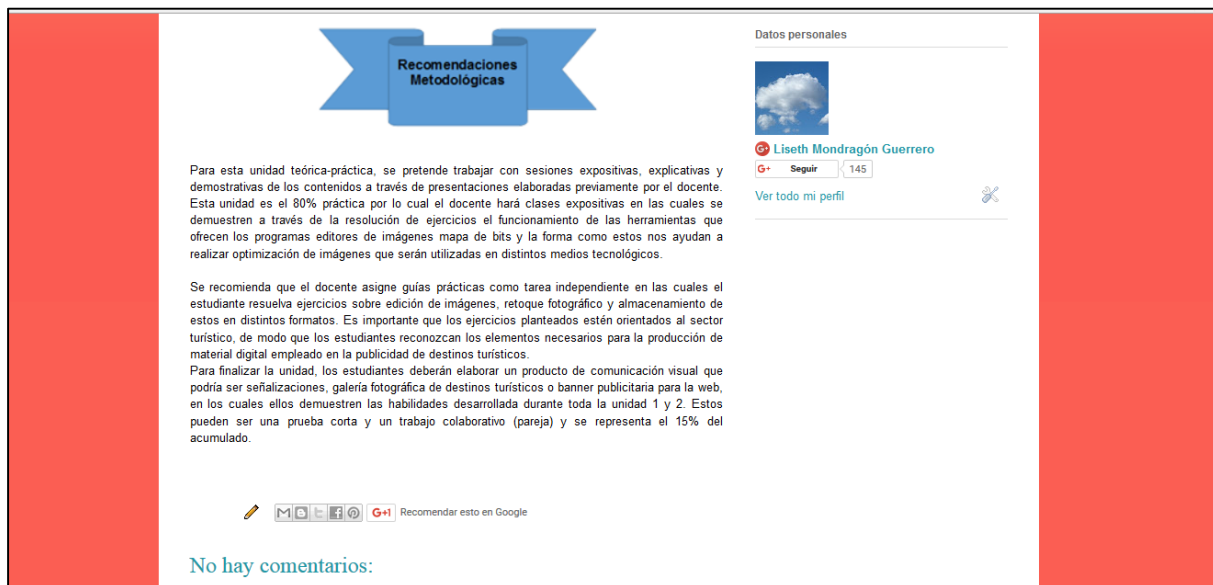 Recomendaciones
Metodológicas
Para esta unidad teórica-práctica, se pretende trabajar con sesiones expositivas, explicativas y
demostrativas de los contenidos a través de presentaciones elaboradas previamente por el docente.
Esta unidad es el 80% práctica por lo cual el docente hará clases expositivas en las cuales se
demuestren a través de la resolución de ejercicios el funcionamiento de las herramientas que
ofrecen los programas editores de imágenes mapa de bits y la forma como estos nos ayudan a
realizar optimización de imágenes que serán utilizadas en distintos medios tecnológicos.
Se recomienda que el docente asigne guías prácticas como tarea independiente en las cuales el
estudiante resuelva ejercicios sobre edición de imágenes, retoque fotográfico y almacenamiento de
estos en distintos formatos. Es importante que los ejercicios planteados estén orientados al sector
turístico, de modo que los estudiantes reconozcan los elementos necesarios para la producción de
material digital empleado en la publicidad de destinos turísticos.
Para finalizar la unidad, los estudiantes deberán elaborar un producto de comunicación visual que
podría ser señalizaciones, galería fotográfica de destinos turísticos o banner publicitaria para la web,
en los cuales ellos demuestren las habilidades desarrollada durante toda la unidad 1 y 2. Estos
pueden ser una prueba corta y un trabajo colaborativo (pareja) y se representa el 15% del
acumulado.
G+1 Recomendar esto en Google
No hay comentarios:
Datos personales
G+ Liseth Mondragón Guerrero
G+ Seguir 145
Ver todo mi perfil